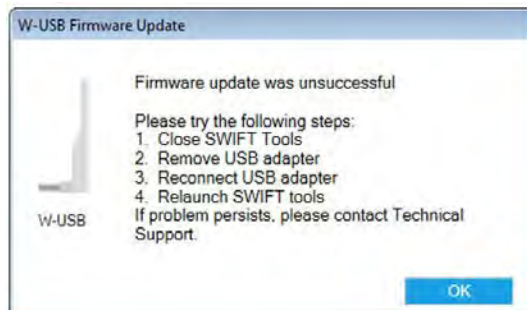 W-USB Firmware Update
Firmware update was unsuccessful
Please try the following steps:
1. Close SWIFT Tools
2. Remove USB adapter
3. Reconnect USB adapter
4. Relaunch SWIFT tools
If problem persists, please contact Technical
Support.
W-USB
OK